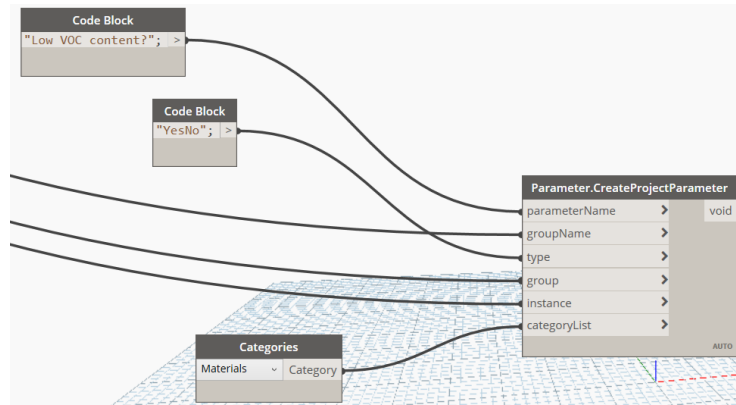 Code Block
"Low VOC content?"; >
Code Block
"YesNo"; >
Parameter.CreateProjectParameter
parameterName > void
groupName >
type >
group >
instance >
categoryList >
AUTO
Categories
Materials Category